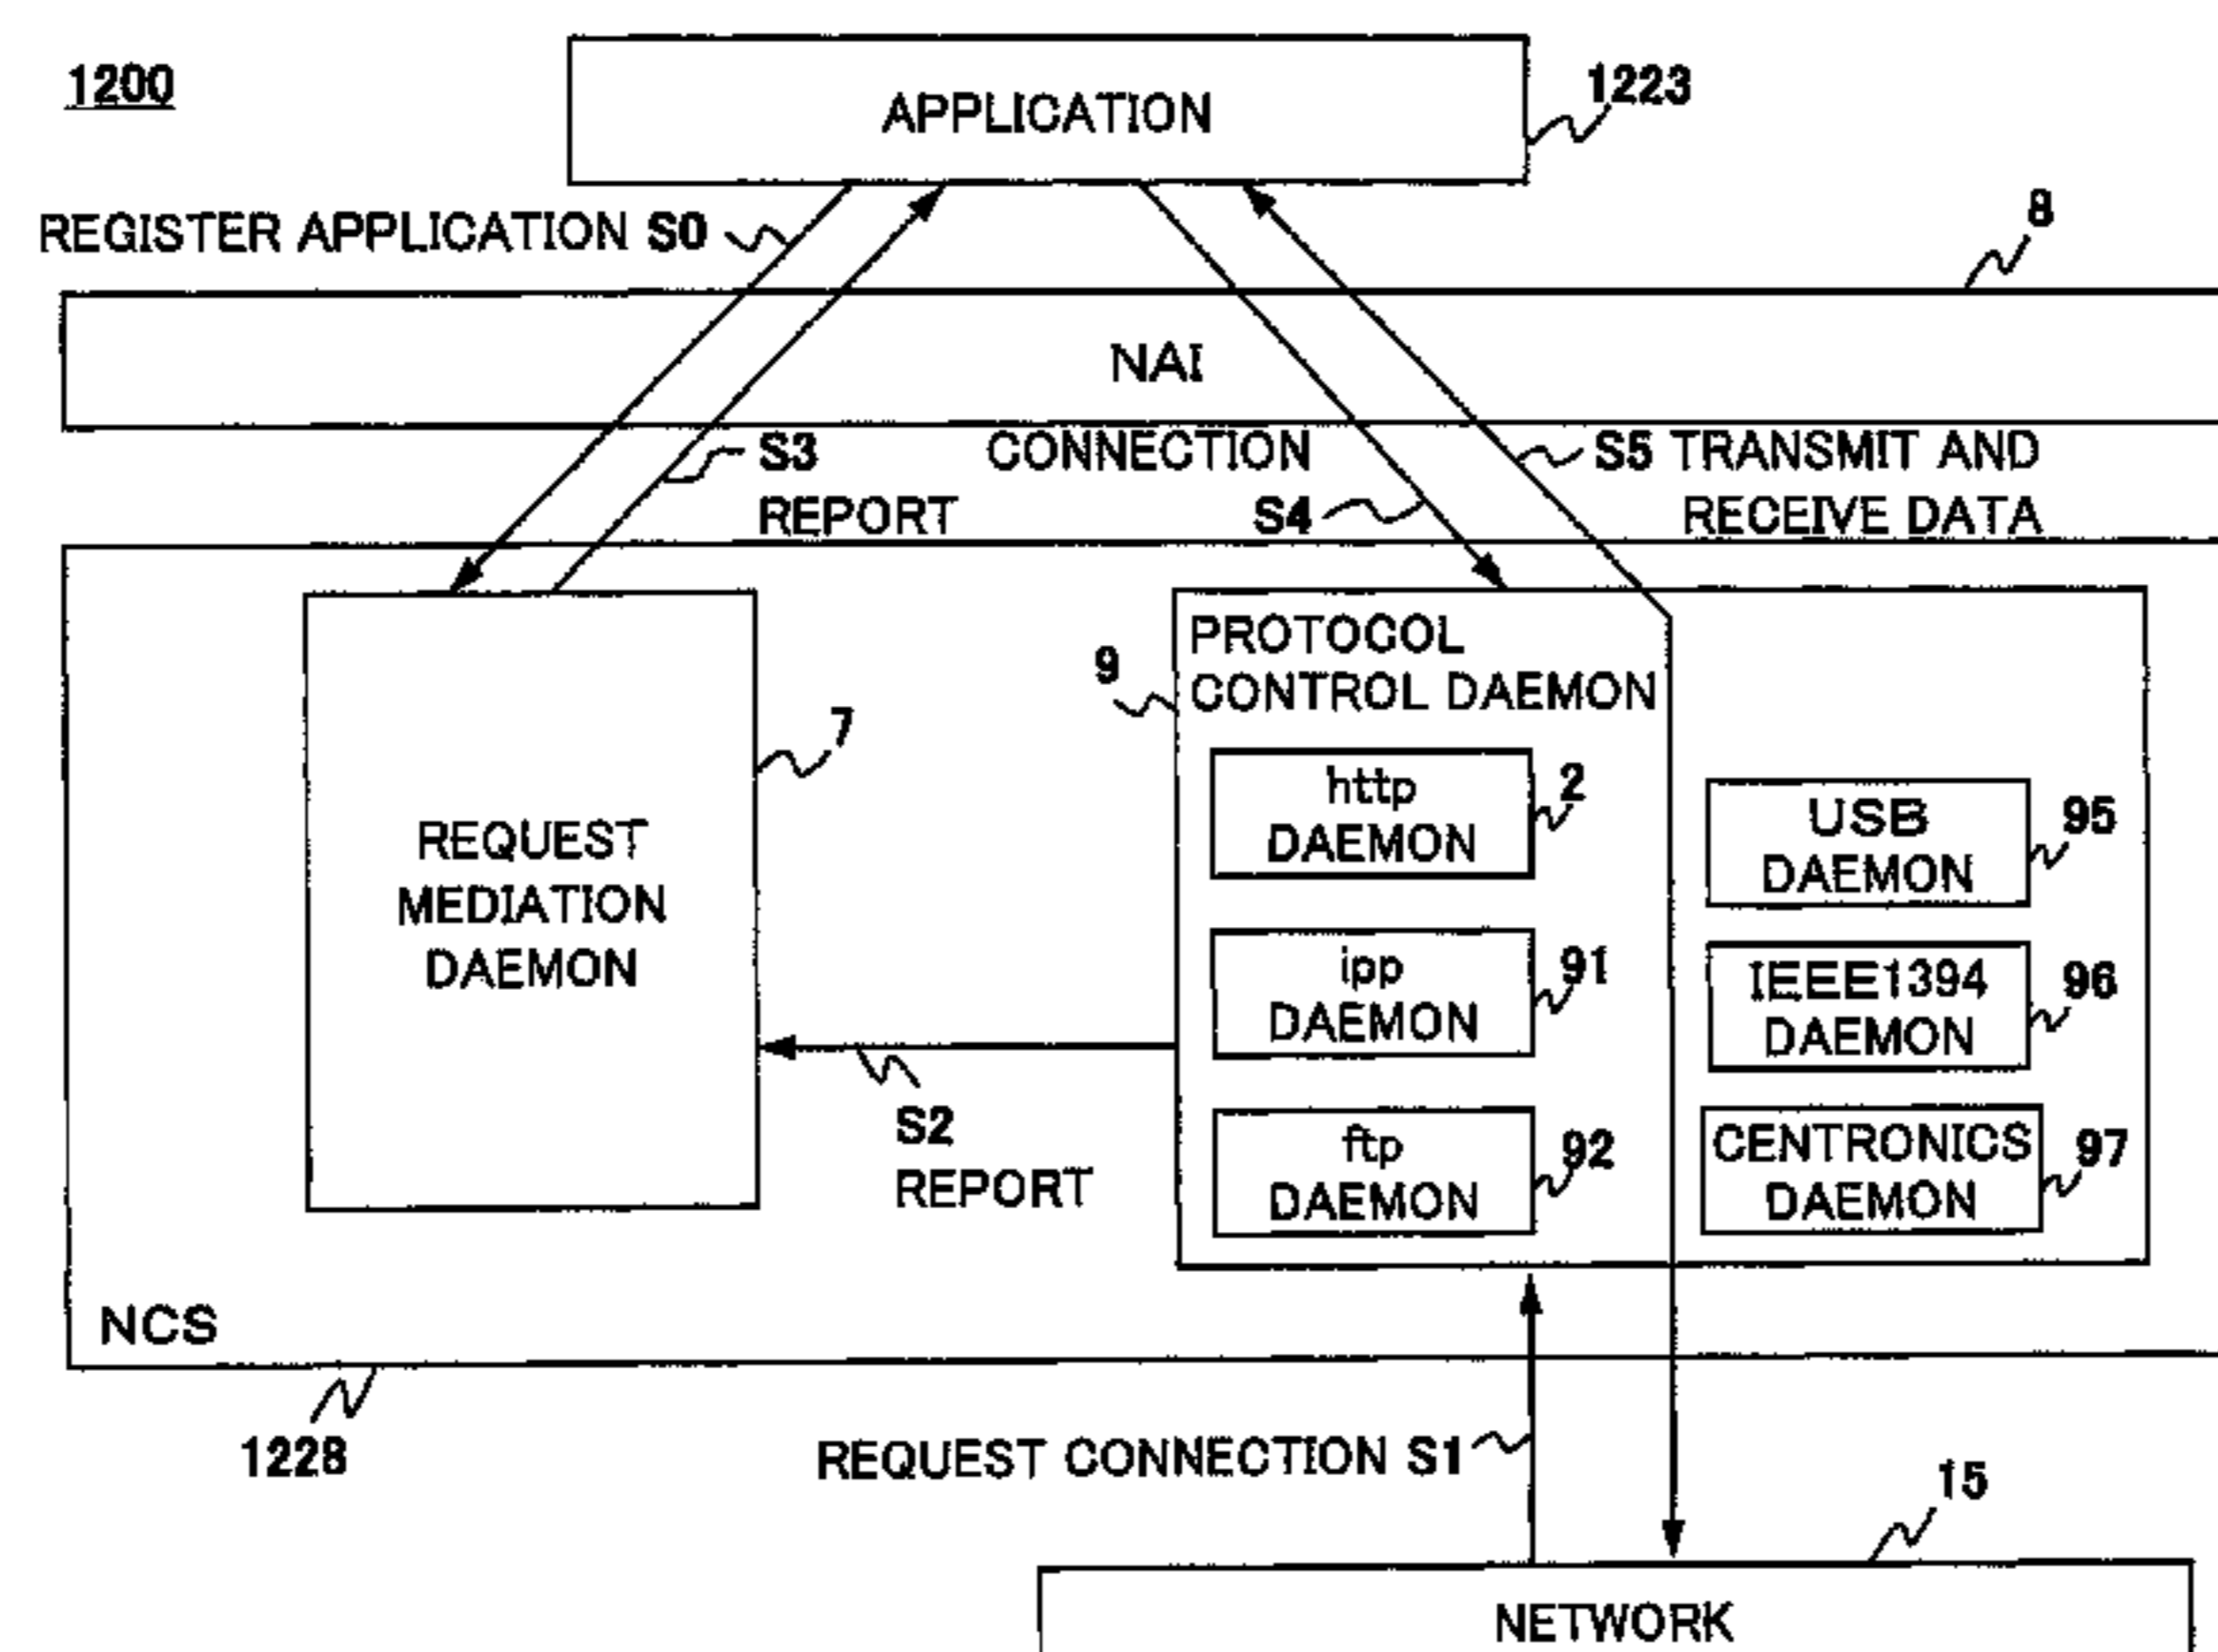 1200
APPLICATION
1223
REGISTER APPLICATION S0
8
NAI
S3
REPORT
CONNECTION
S4
S5 TRANSMIT AND
RECEIVE DATA
PROTOCOL
CONTROL DAEMON
9
7
REQUEST
MEDIATION
DAEMON
http
DAEMON
2
USB
DAEMON
95
ipp
DAEMON
91
IEEE1394
DAEMON
96
S2
REPORT
ftp
DAEMON
92
CENTRONICS
DAEMON
97
NCS
1228
REQUEST CONNECTION S1
15
NETWORK